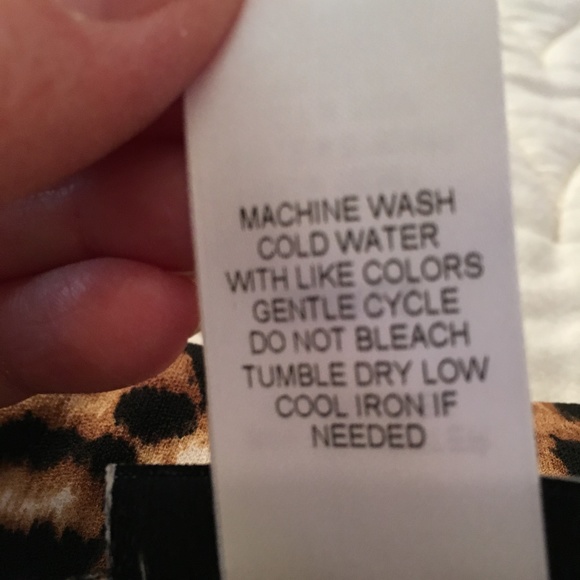 MACHINE WASH
COLD WATER
WITH LIKE COLORS
GENTLE CYCLE
DO NOT BLEACH
TUMBLE DRY LOW
COOL IRON IF
NEEDED